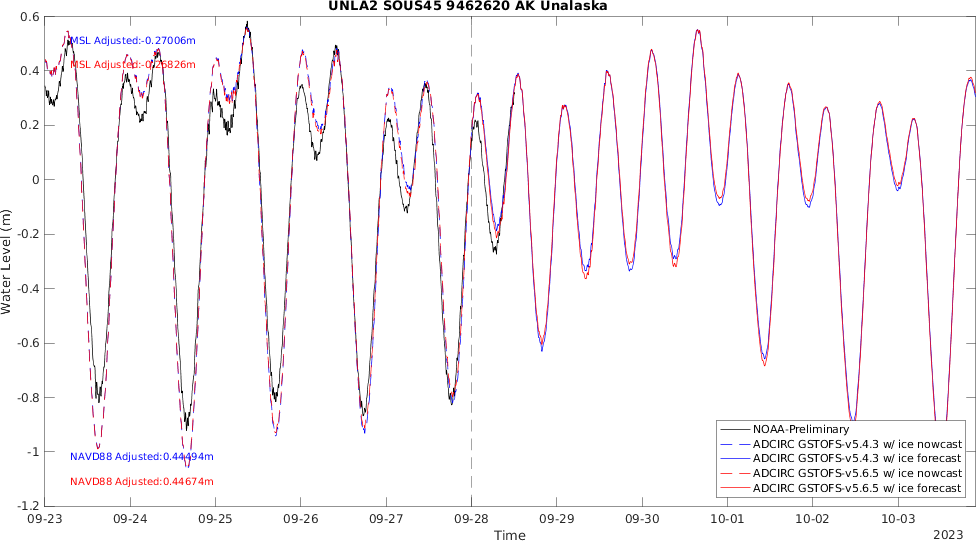 UNLA2 SOUS45 9462620 AK Unalaska
0.6
MSL Adjusted:-0.27006m
MSL Adjusted:-0.26826m
0.4
0.2
0
-0.2
-0.4
-0.6
-0.8
-1
-1.2
Water Level (m)
NAVD88 Adjusted:0.44494m
NAVD88 Adjusted:0.44674m
NOAA-Preliminary
ADCIRC GSTOFS-v5.4.3 w/ ice nowcast
ADCIRC GSTOFS-v5.4.3 w/ ice forecast
ADCIRC GSTOFS-v5.6.5 w/ ice nowcast
ADCIRC GSTOFS-v5.6.5 w/ ice forecast
09-23 09-24 09-25 09-26 09-27 09-28 09-29 09-30 10-01 10-02 10-03
Time
2023